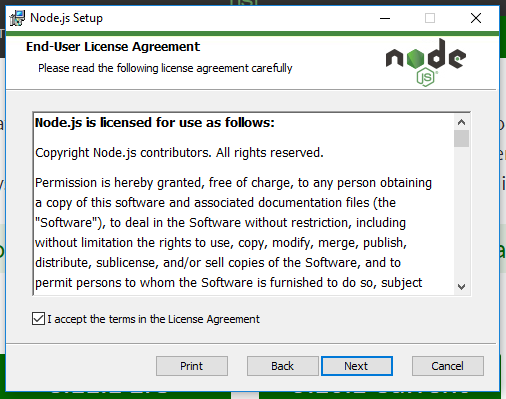 Node.js Setup
End-User License Agreement
Please read the following license agreement carefully
node
JS
Node.js is licensed for use as follows:
Copyright Node.js contributors. All rights reserved.
Permission is hereby granted, free of charge, to any person obtaining
a copy of this software and associated documentation files (the
"Software"), to deal in the Software without restriction, including
without limitation the rights to use, copy, modify, merge, publish,
distribute, sublicense, and/or sell copies of the Software, and to
permit persons to whom the Software is furnished to do so, subject
I accept the terms in the License Agreement
Print
Back
Next
Cancel